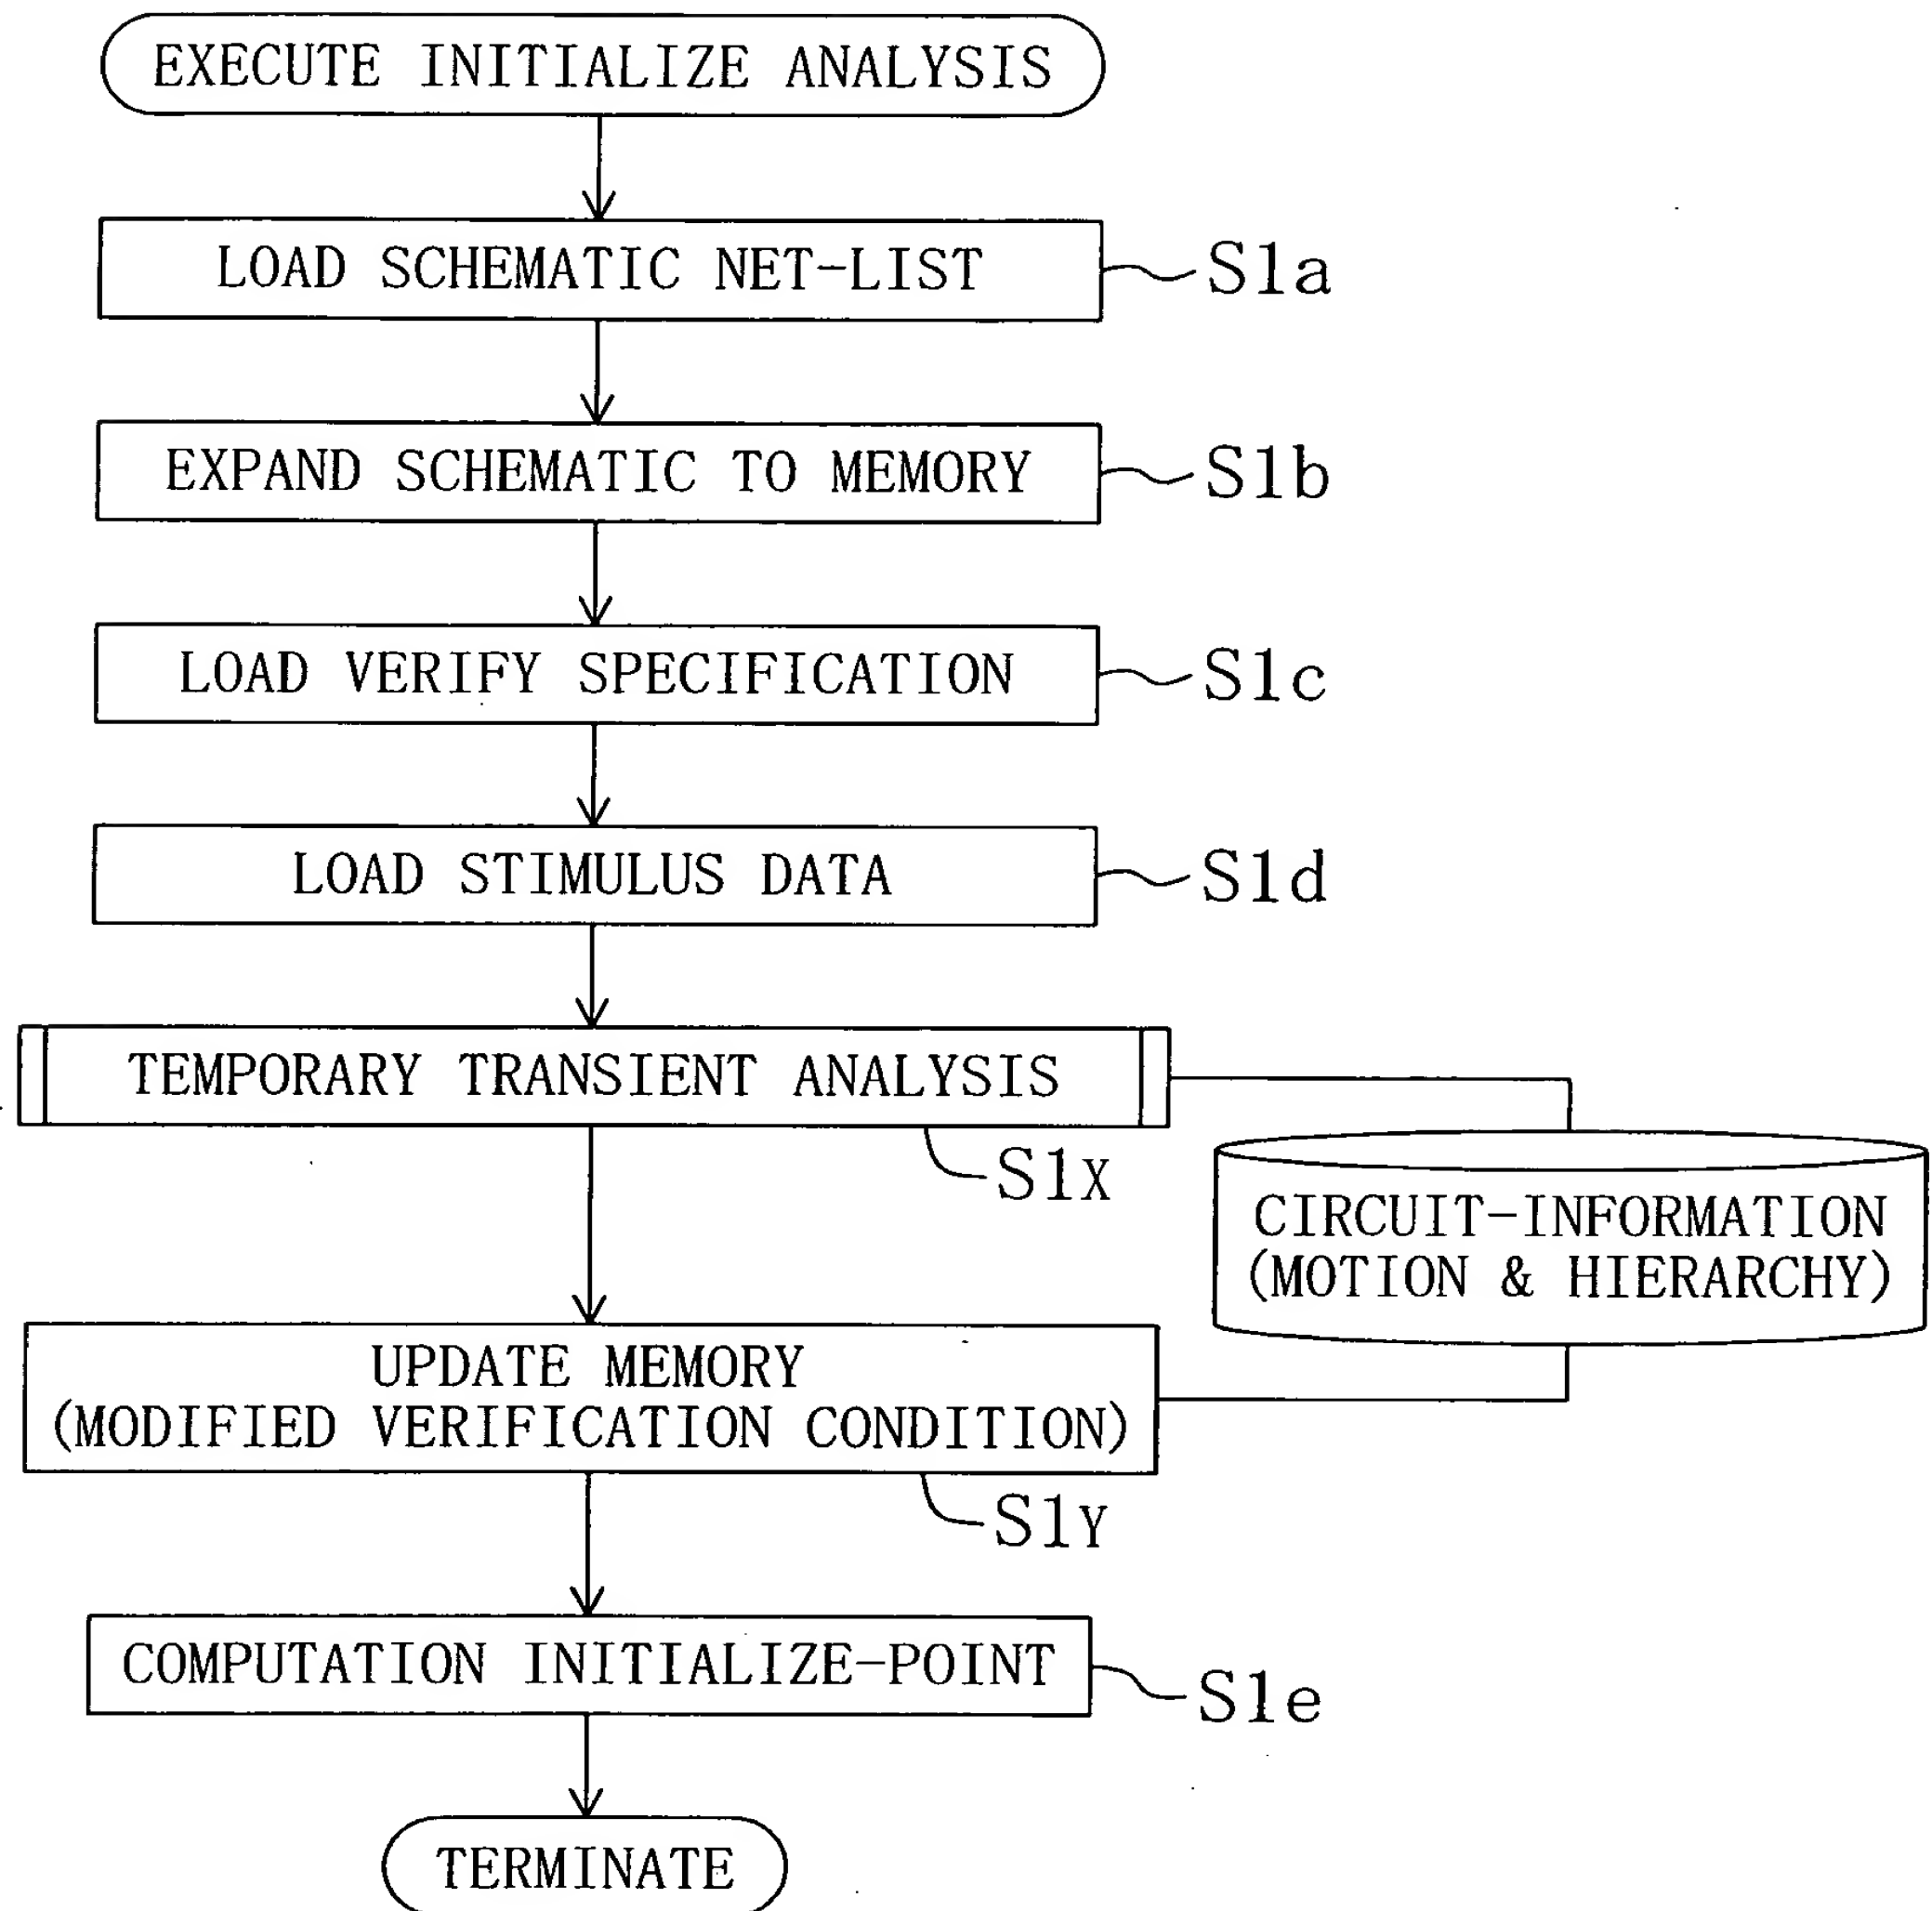 EXECUTE INITIALIZE ANALYSIS
LOAD SCHEMATIC NET-LIST
S1a
EXPAND SCHEMATIC TO MEMORY
S1b
LOAD VERIFY SPECIFICATION
S1c
LOAD STIMULUS DATA
S1d
TEMPORARY TRANSIENT ANALYSIS
S1X
CIRCUIT-INFORMATION
(MOTION & HIERARCHY)
UPDATE MEMORY
(MODIFIED VERIFICATION CONDITION)
S1Y
COMPUTATION INITIALIZE-POINT
S1e
TERMINATE